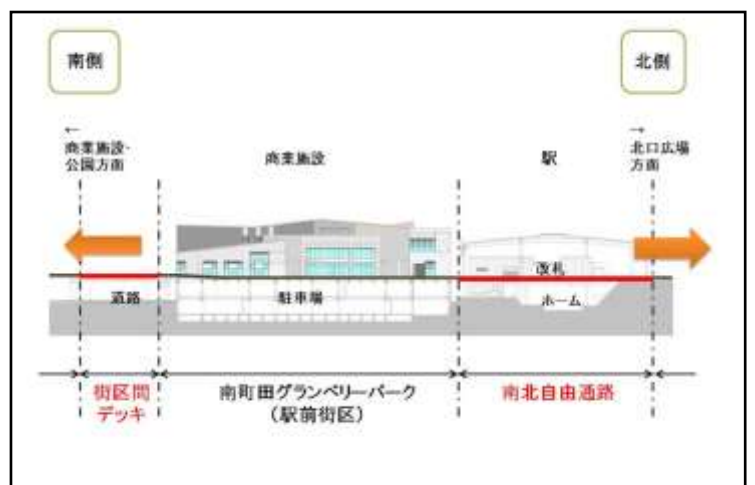 南側
北側
←
商業施設・
公園方面
商業施設
駅
→
北口広場
方面
改札
道路
駐車場
ホーム
街区間
デッキ
南町田グランベリーパーク
(駅前街区)
南北自由通路